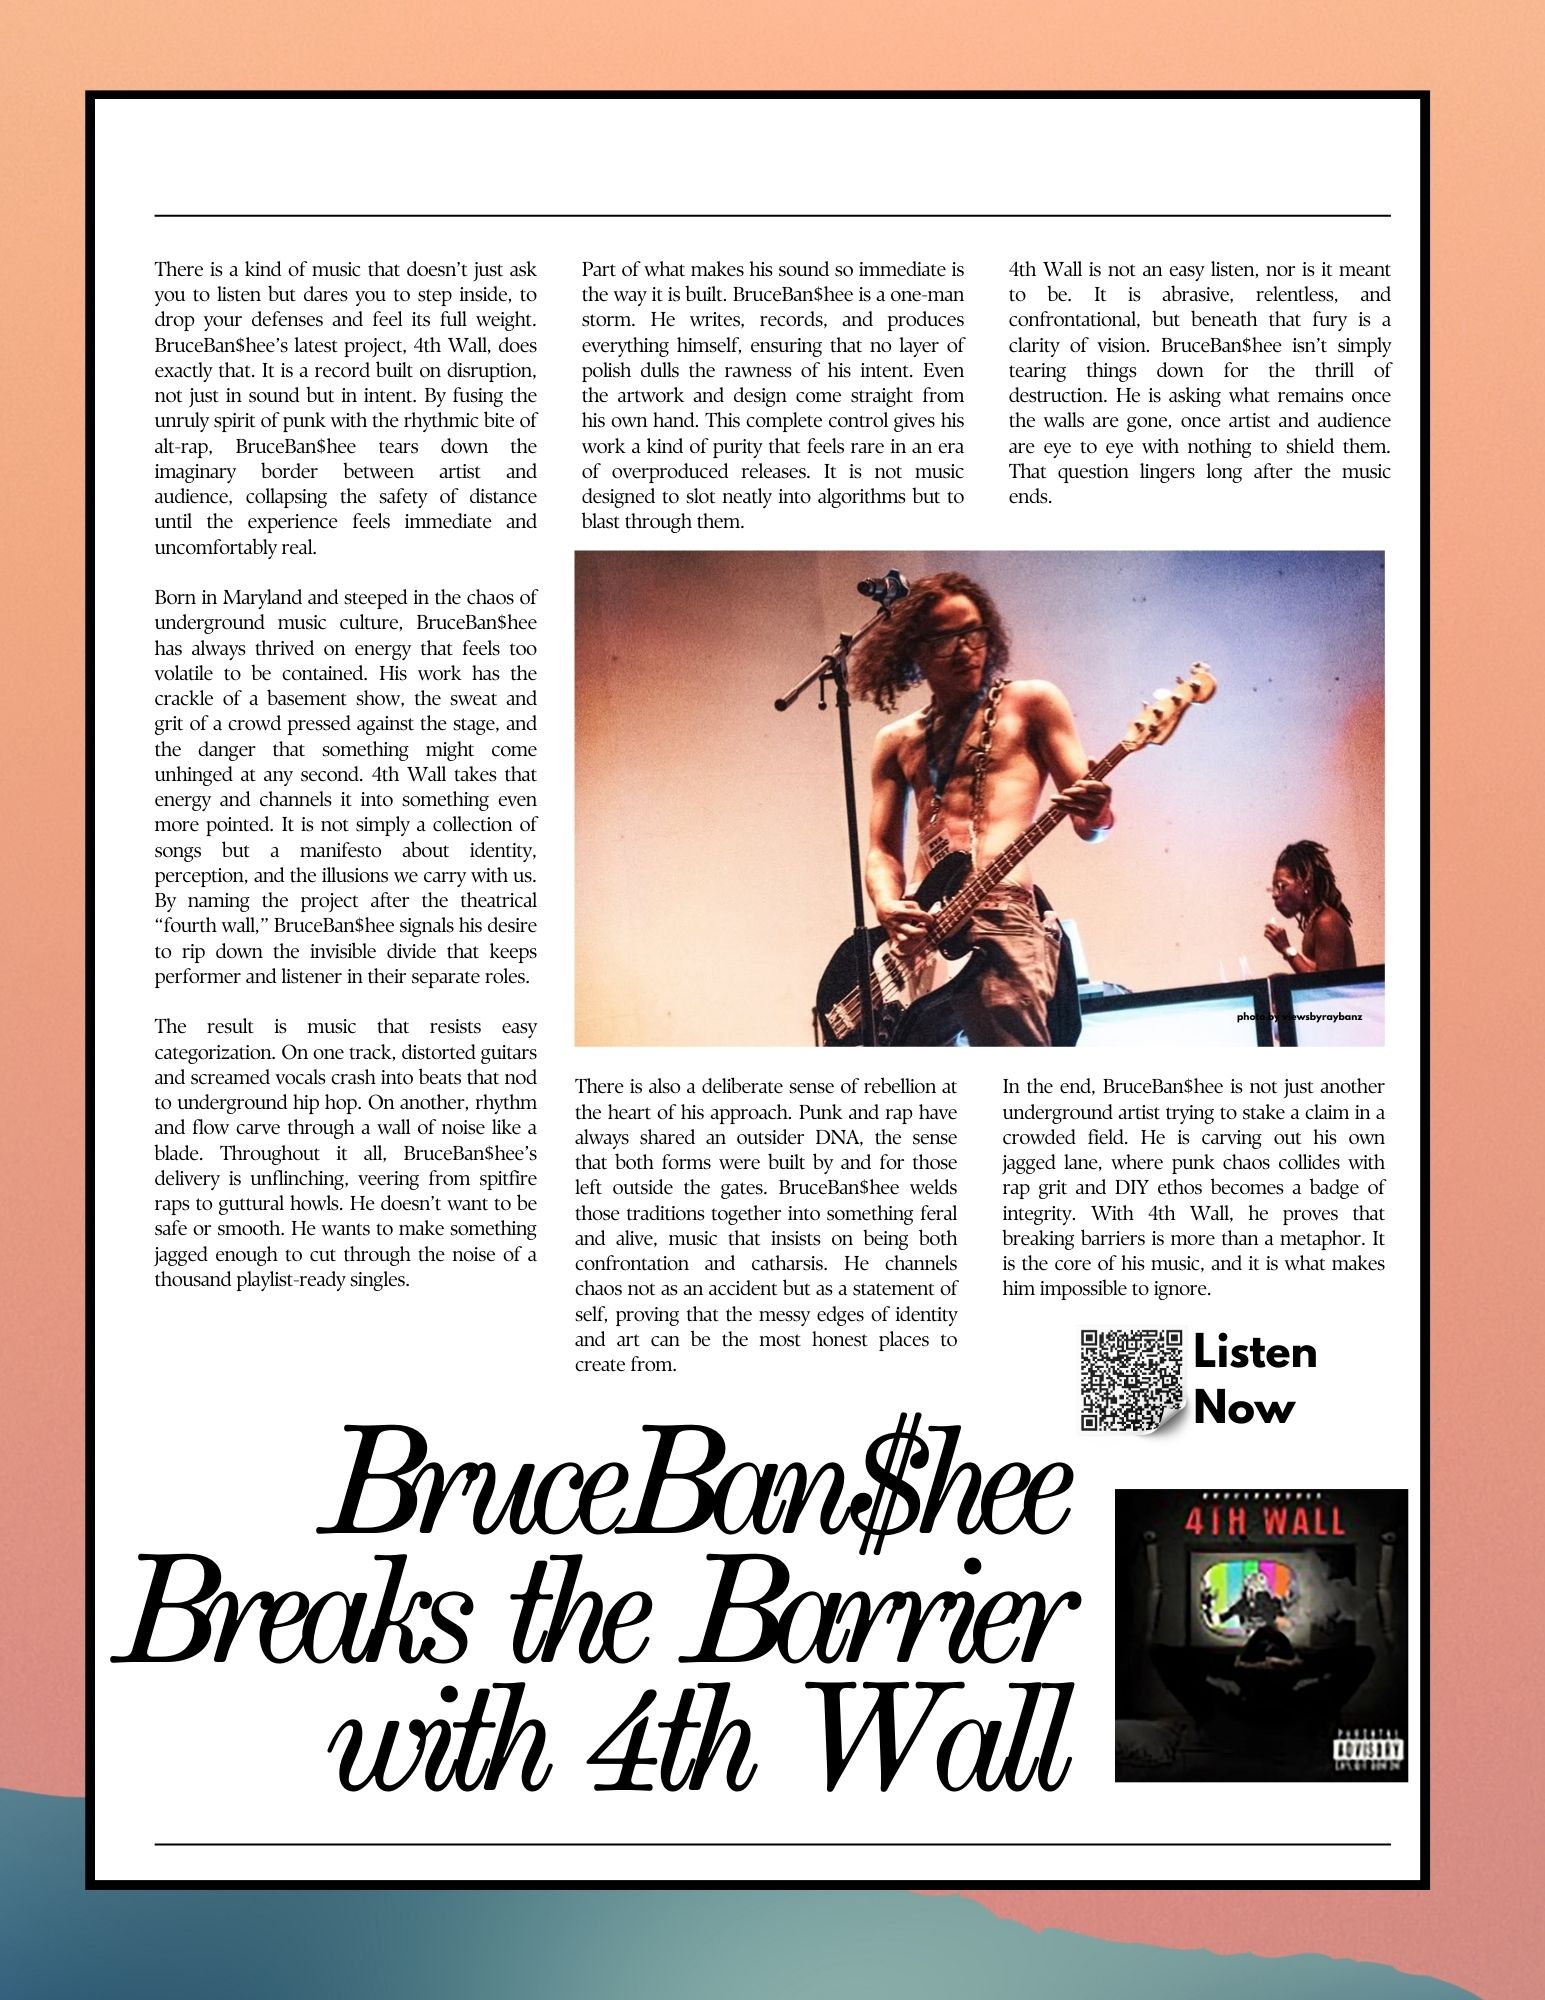 There is a kind of music that doesn't just ask
you to listen but dares you to step inside, to
drop your defenses and feel its full weight.
BruceBan$hee's latest project, 4th Wall, does
exactly that. It is a record built on disruption,
not just in sound but in intent. By fusing the
unruly spirit of punk with the rhythmic bite of
alt-rap, BruceBan$hee tears down the
imaginary border between artist and
audience, collapsing the safety of distance
until the experience feels immediate and
uncomfortably real.
Born in Maryland and steeped in the chaos of
underground music culture, BruceBan$hee
has always thrived on energy that feels too
volatile to be contained. His work has the
crackle of a basement show, the sweat and
grit of a crowd pressed against the stage, and
the danger that something might come
unhinged at any second. 4th Wall takes that
energy and channels it into something even
more pointed. It is not simply a collection of
songs but a manifesto about identity,
perception, and the illusions we carry with us.
By naming the project after the theatrical
“fourth wall,” BruceBan$hee signals his desire
to rip down the invisible divide that keeps
performer and listener in their separate roles.
The result is music that resists easy
categorization. On one track, distorted guitars
and screamed vocals crash into beats that nod
to underground hip hop. On another, rhythm
and flow carve through a wall of noise like a
blade. Throughout it all, BruceBan$hee's
delivery is unflinching, veering from spitfire
raps to guttural howls. He doesn't want to be
safe or smooth. He wants to make something
jagged enough to cut through the noise of a
thousand playlist-ready singles.
Part of what makes his sound so immediate is
the way it is built. BruceBan$hee is a one-man
storm. He writes, records, and produces
everything himself, ensuring that no layer of
polish dulls the rawness of his intent. Even
the artwork and design come straight from
his own hand. This complete control gives his
work a kind of purity that feels rare in an era
of overproduced releases. It is not music
designed to slot neatly into algorithms but to
blast through them.
4th Wall is not an easy listen, nor is it meant
to be. It is abrasive, relentless, and
confrontational, but beneath that fury is a
clarity of vision. BruceBan$hee isn't simply
tearing things down for the thrill of
destruction. He is asking what remains once
the walls are gone, once artist and audience
are eye to eye with nothing to shield them.
That question lingers long after the music
ends.
photo by viewsbyraybanz
There is also a deliberate sense of rebellion at
the heart of his approach. Punk and rap have
always shared an outsider DNA, the sense
that both forms were built by and for those
left outside the gates. BruceBan$hee welds
those traditions together into something feral
and alive, music that insists on being both
confrontation and catharsis. He channels
chaos not as an accident but as a statement of
self, proving that the messy edges of identity
and art can be the most honest places to
create from.
In the end, BruceBan$hee is not just another
underground artist trying to stake a claim in a
crowded field. He is carving out his own
jagged lane, where punk chaos collides with
rap grit and DIY ethos becomes a badge of
integrity. With 4th Wall, he proves that
breaking barriers is more than a metaphor. It
is the core of his music, and it is what makes
him impossible to ignore.
Listen
Now
BruceBan$hee
Breaks the Barrier
with 4th Wall
4TH WALL
PARENTAL
ADVISORY